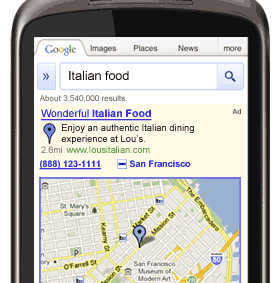 Google Images Places News more
» Italian food
About 3,540,000 results.
Wonderful Italian Food Ad
Enjoy an authentic Italian dining
experience at Lou's.
2.6mi www.lousitalian.com
(888) 123-1111 San Francisco
The Embarcadero
St. Mary's
Square
Market St
Mission St
Kearny St
O'Farrell St
San Francisco
Museum of
Modern Art
80